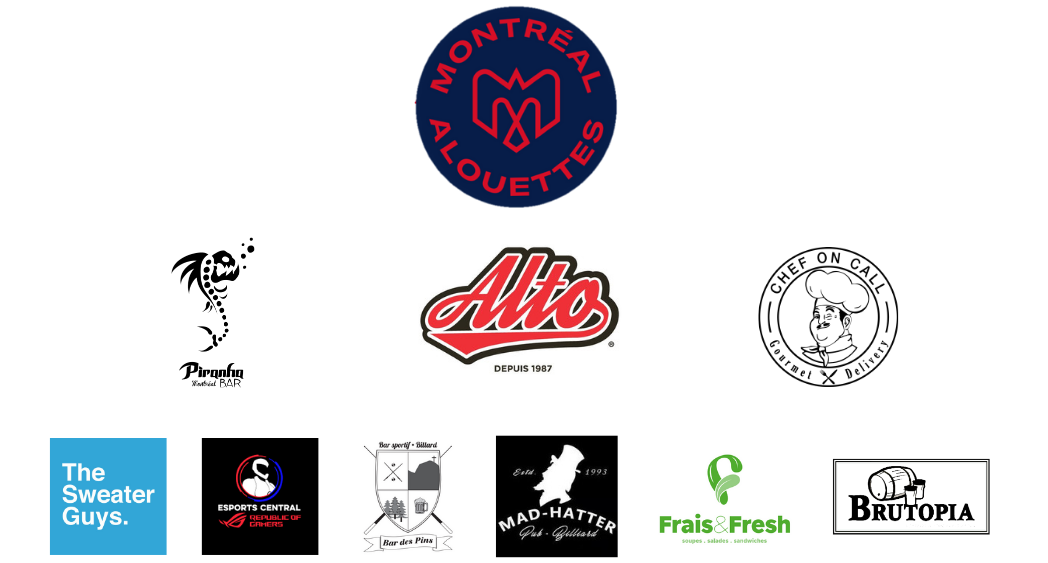 MONTRÉAL
ALOUETTES
Piranha
Montréal BAR
Alto
®
DEPUIS 1987
CHEF ON CALL
Gourmet Delivery
The
Sweater
Guys.
ESPORTS CENTRAL
REPUBLIC OF
GAMERS
Bar sportif • Billard
Bar des Pins
Estd. 1993
MAD-HATTER
Pub - Billiard
Frais&Fresh
soupes . salades . sandwiches
BRUTOPIA